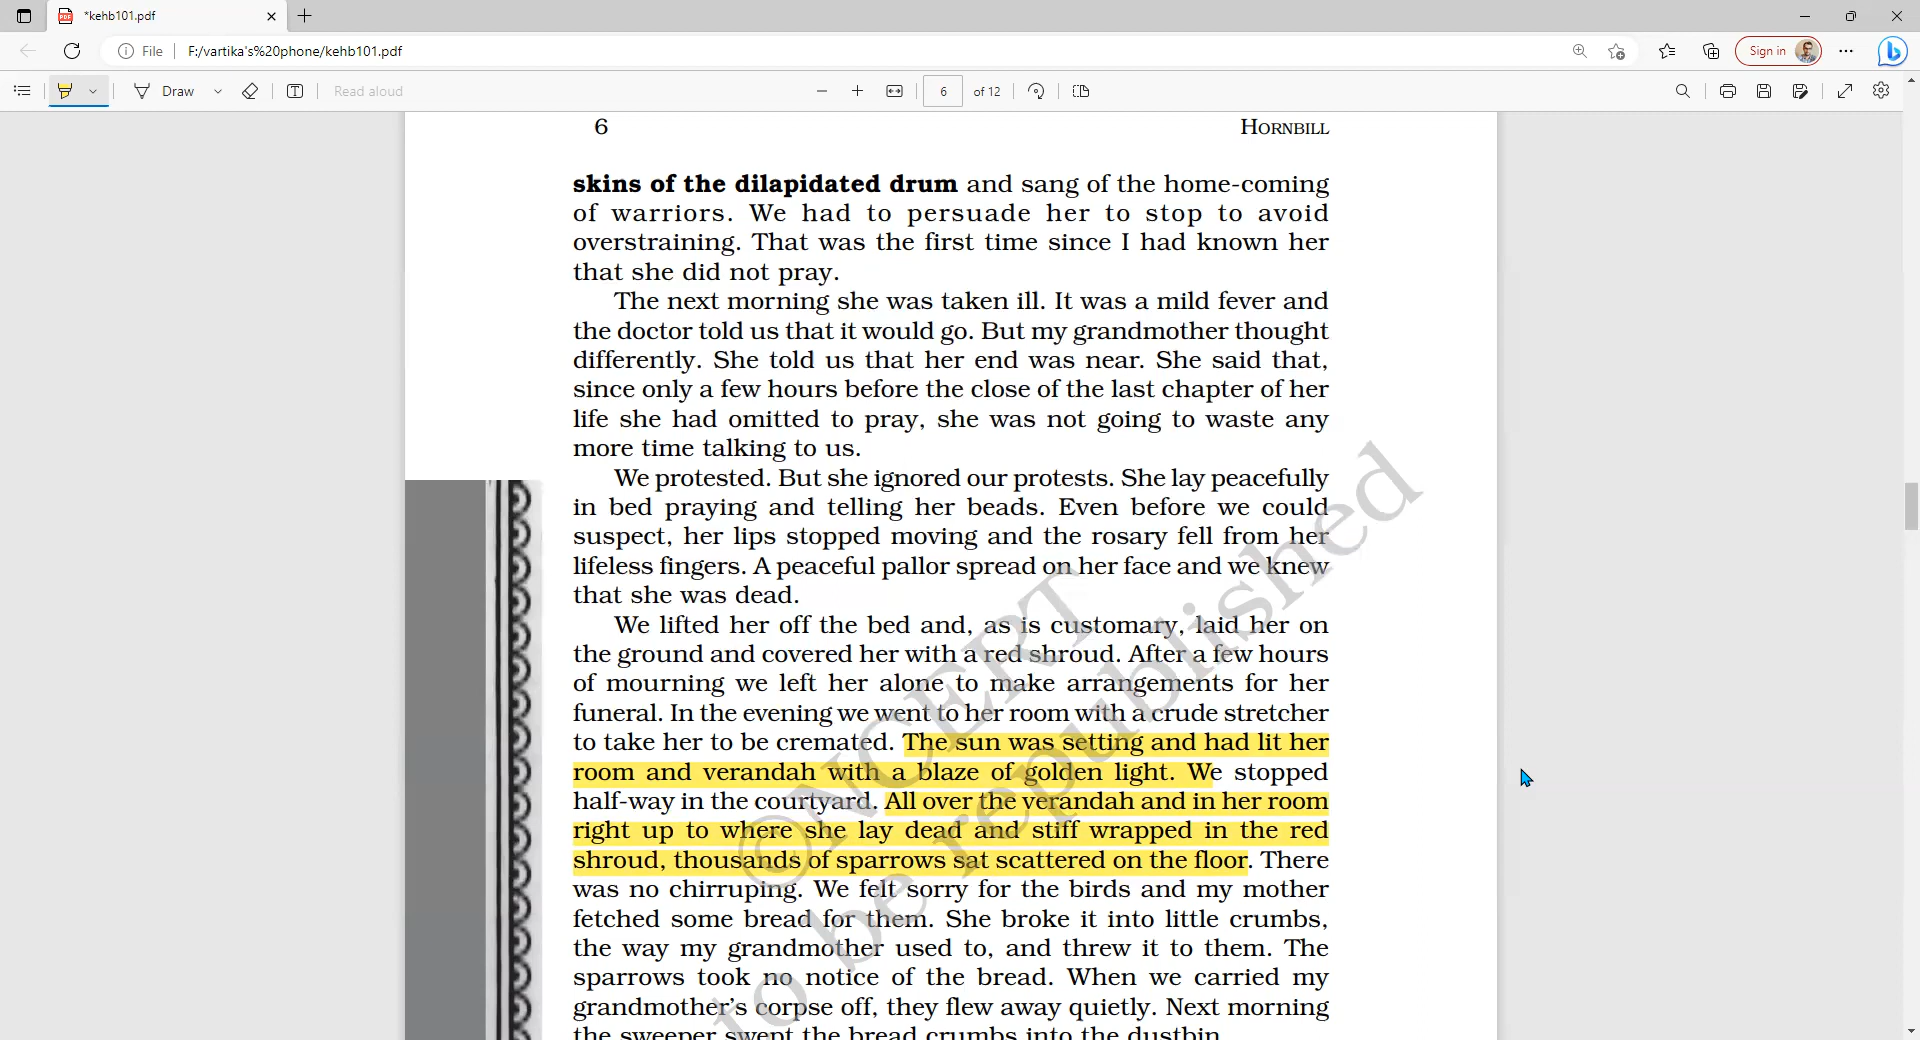 *kehb101.pdf
File F:/vartika's%20phone/kehb101.pdf
Sign in
Draw
Read aloud
6 of 12
6 HORNBILL
skins of the dilapidated drum and sang of the home-coming
of warriors. We had to persuade her to stop to avoid
overstraining. That was the first time since I had known her
that she did not pray.
The next morning she was taken ill. It was a mild fever and
the doctor told us that it would go. But my grandmother thought
differently. She told us that her end was near. She said that,
since only a few hours before the close of the last chapter of her
life she had omitted to pray, she was not going to waste any
more time talking to us.
We protested. But she ignored our protests. She lay peacefully
in bed praying and telling her beads. Even before we could
suspect, her lips stopped moving and the rosary fell from her
lifeless fingers. A peaceful pallor spread on her face and we knew
that she was dead.
We lifted her off the bed and, as is customary, laid her on
the ground and covered her with a red shroud. After a few hours
of mourning we left her alone to make arrangements for her
funeral. In the evening we went to her room with a crude stretcher
to take her to be cremated. The sun was setting and had lit her
room and verandah with a blaze of golden light. We stopped
half-way in the courtyard. All over the verandah and in her room
right up to where she lay dead and stiff wrapped in the red
shroud, thousands of sparrows sat scattered on the floor. There
was no chirruping. We felt sorry for the birds and my mother
fetched some bread for them. She broke it into little crumbs,
the way my grandmother used to, and threw it to them. The
sparrows took no notice of the bread. When we carried my
grandmother's corpse off, they flew away quietly. Next morning
the sweeper swept the bread crumbs into the dustbin.
©NCERT
to be republished